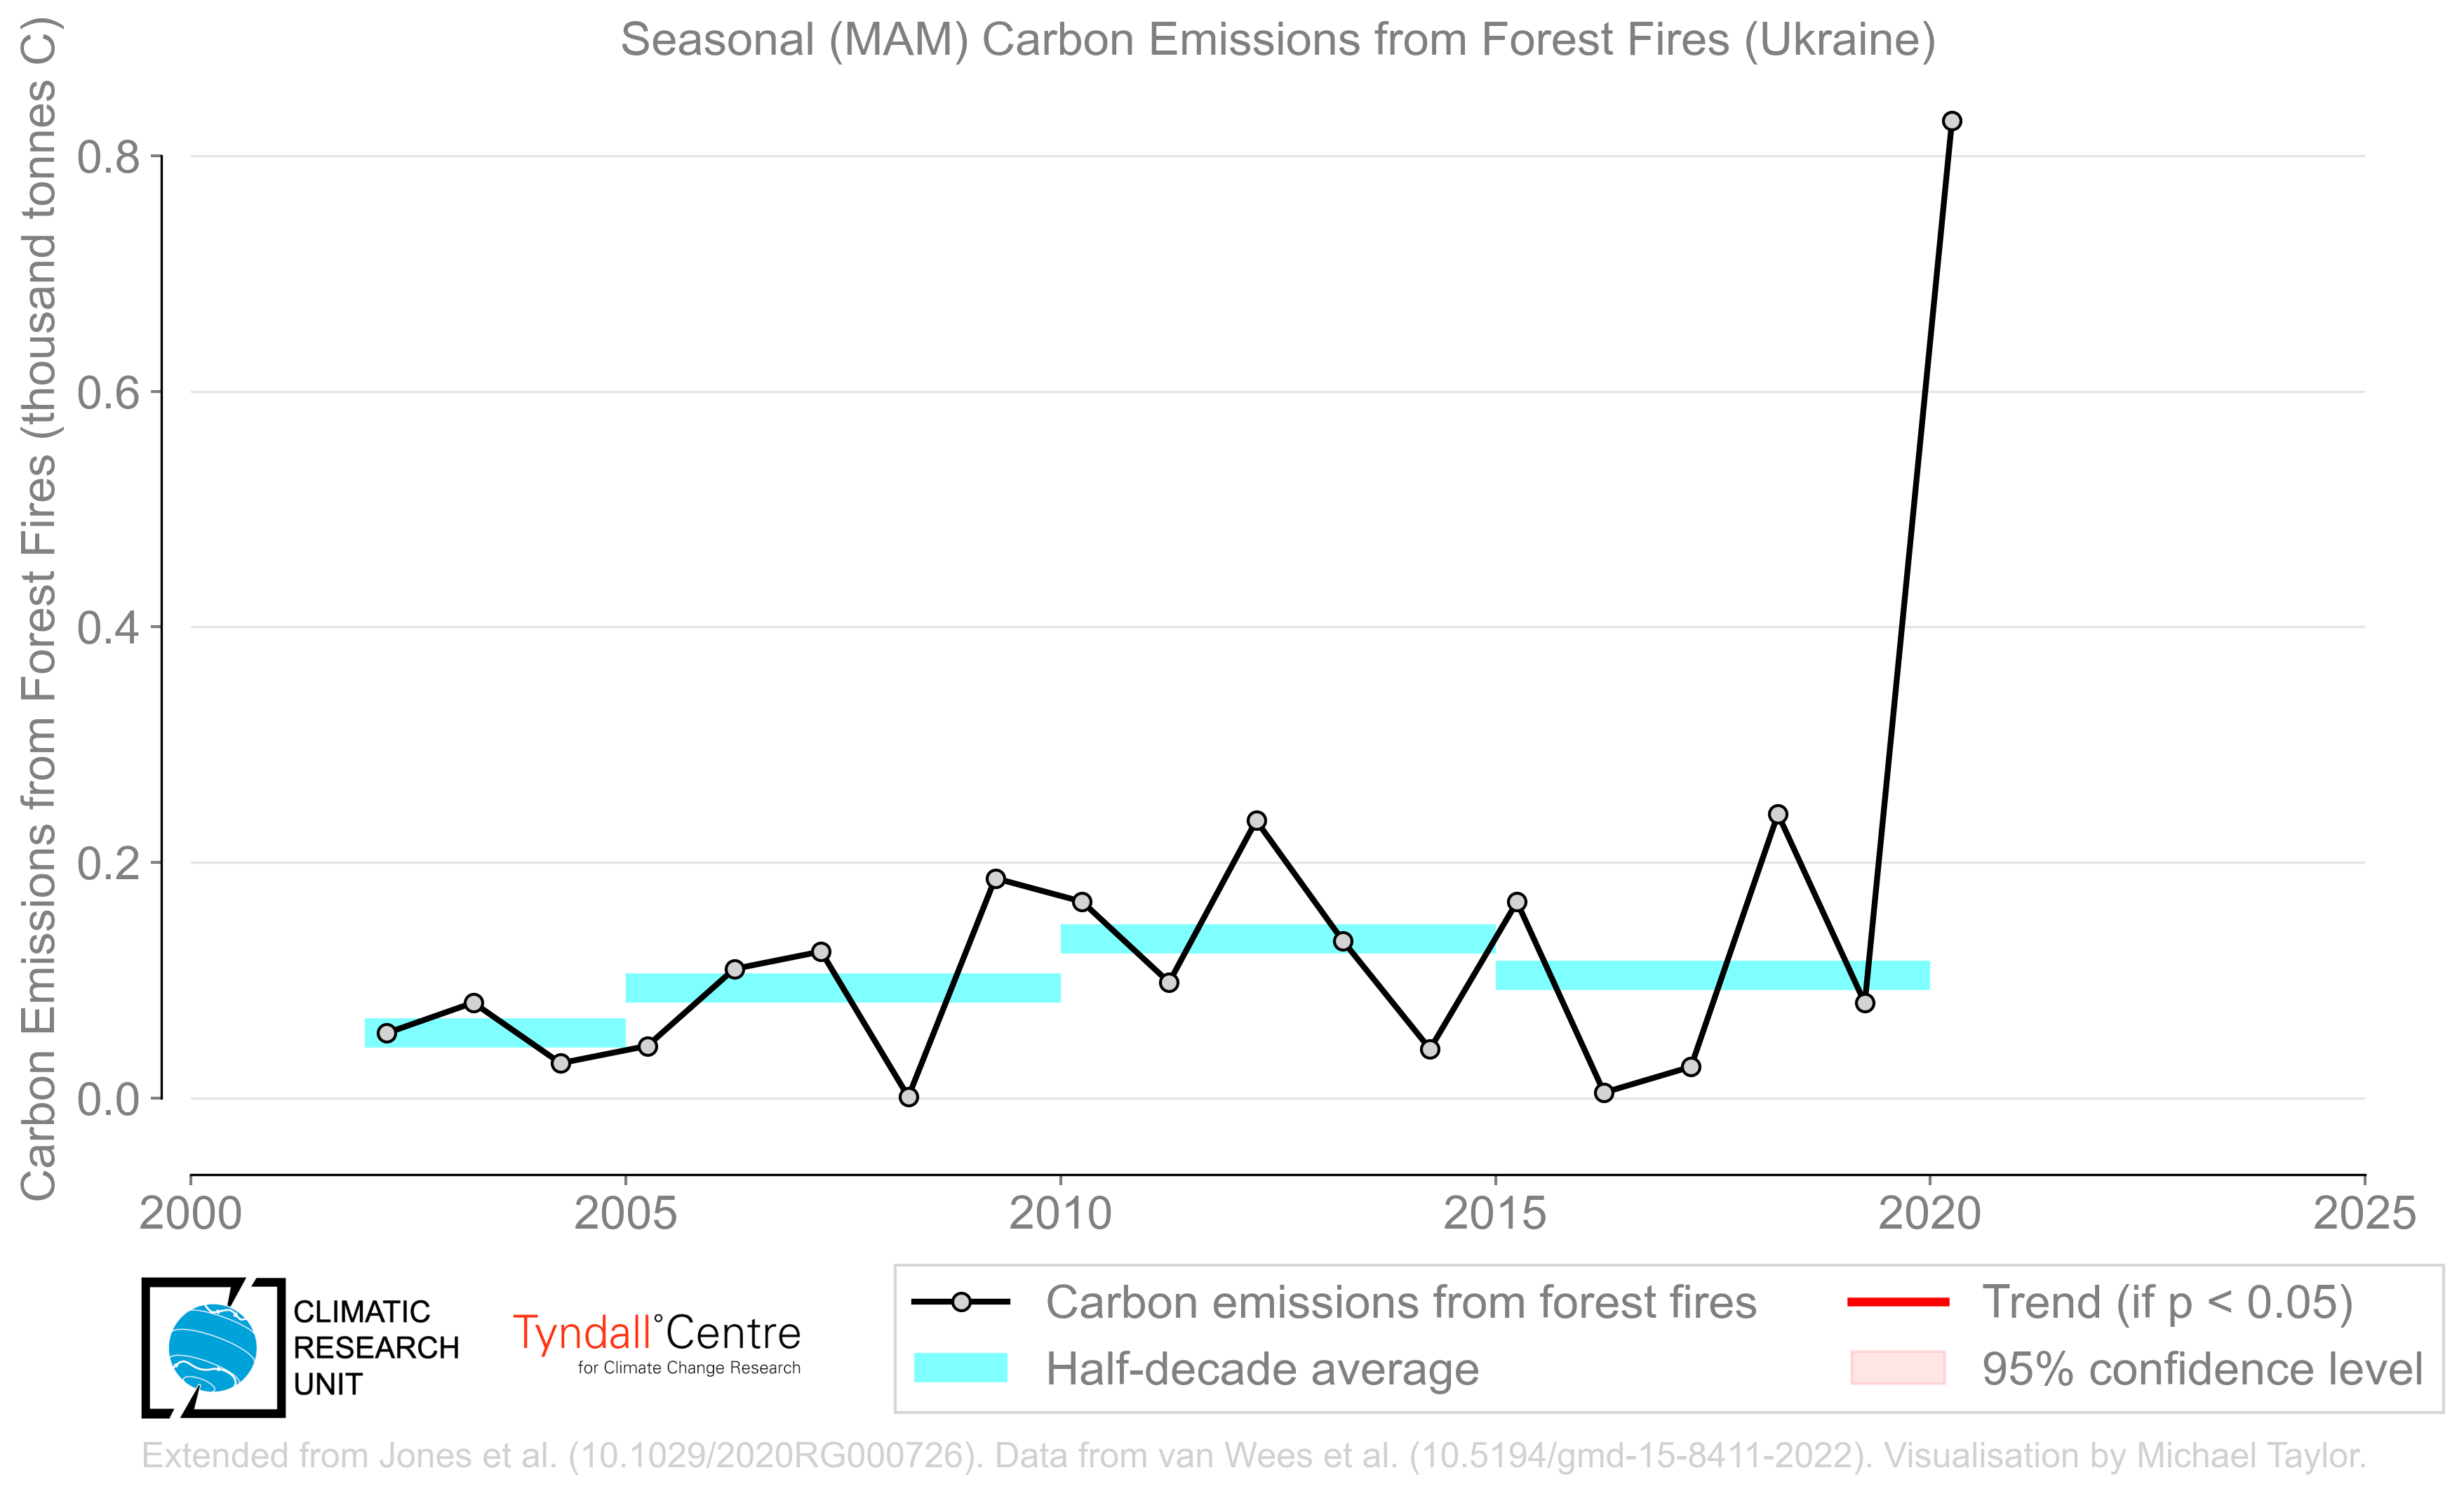 Seasonal (MAM) Carbon Emissions from Forest Fires (Ukraine)
Carbon Emissions from Forest Fires (thousand tonnes C)
0.8
0.6
0.4
0.2
0.0
2000
2005
2010
2015
2020
2025
CLIMATIC
RESEARCH
UNIT
Tyndall°Centre
for Climate Change Research
Carbon emissions from forest fires
Half-decade average
Trend (if p < 0.05)
95% confidence level
Extended from Jones et al. (10.1029/2020RG000726). Data from van Wees et al. (10.5194/gmd-15-8411-2022). Visualisation by Michael Taylor.